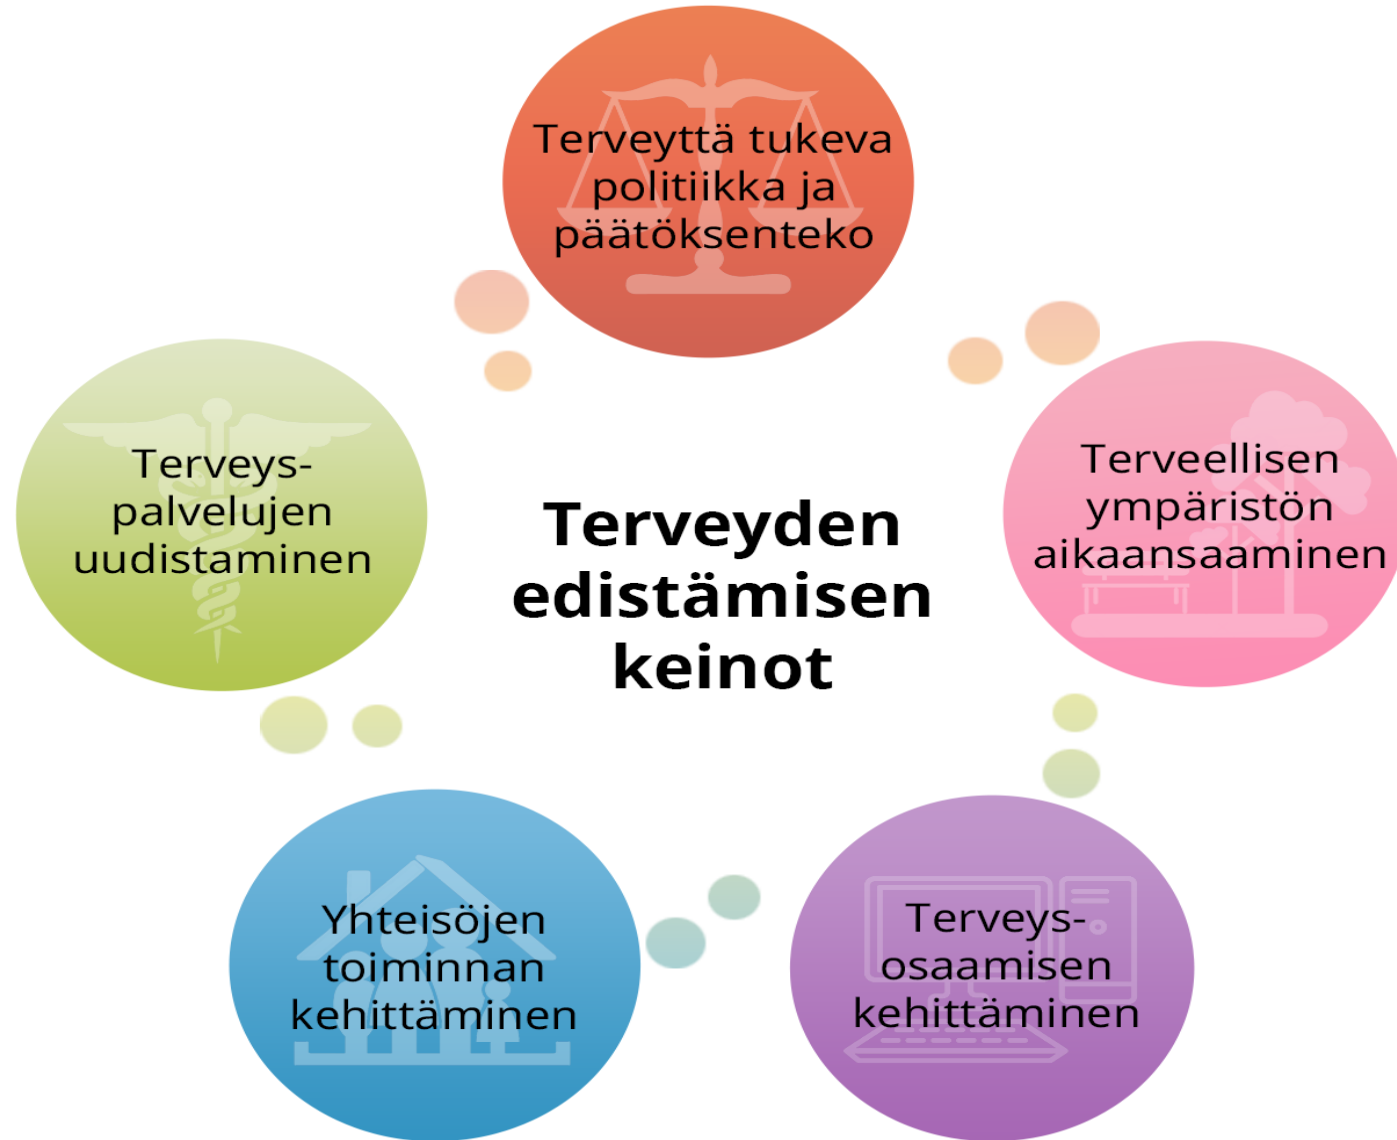 Terveyttä tukeva
politiikka ja
päätöksenteko
Terveys-
palvelujen
uudistaminen
Terveyden
edistämisen
keinot
Terveellisen
ympäristön
aikaansaaminen
Yhteisöjen
toiminnan
kehittäminen
Terveys-
osaamisen
kehittäminen